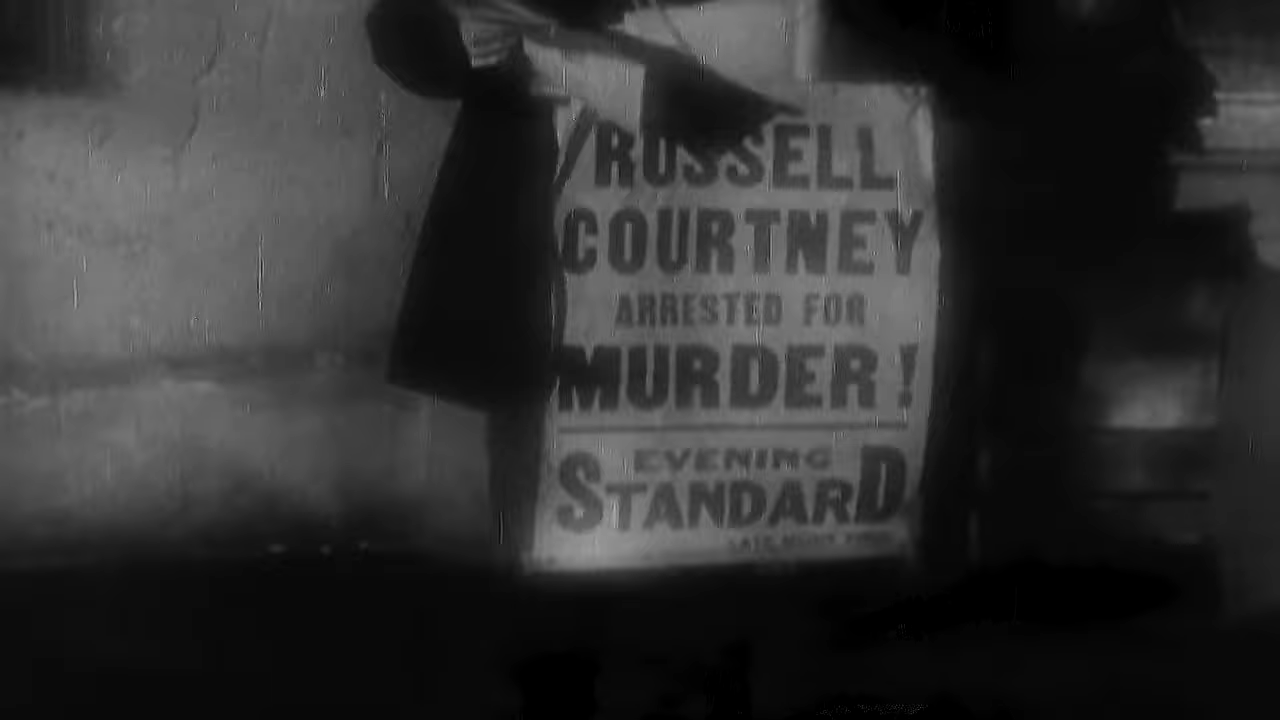 RUSSELL
COURTNEY
ARRESTED FOR
MURDER!
EVENING
STANDARD